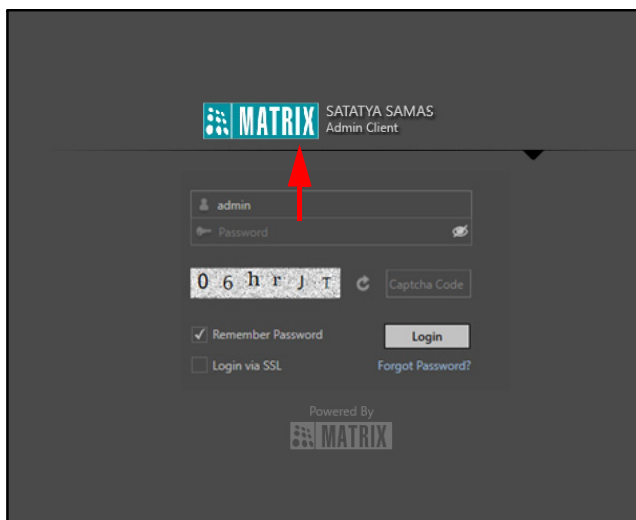 MATRIX
SATATYA SAMAS
Admin Client
admin
Password
06hrJT
Captcha Code
Remember Password
Login
Login via SSL
Forgot Password?
Powered By
MATRIX